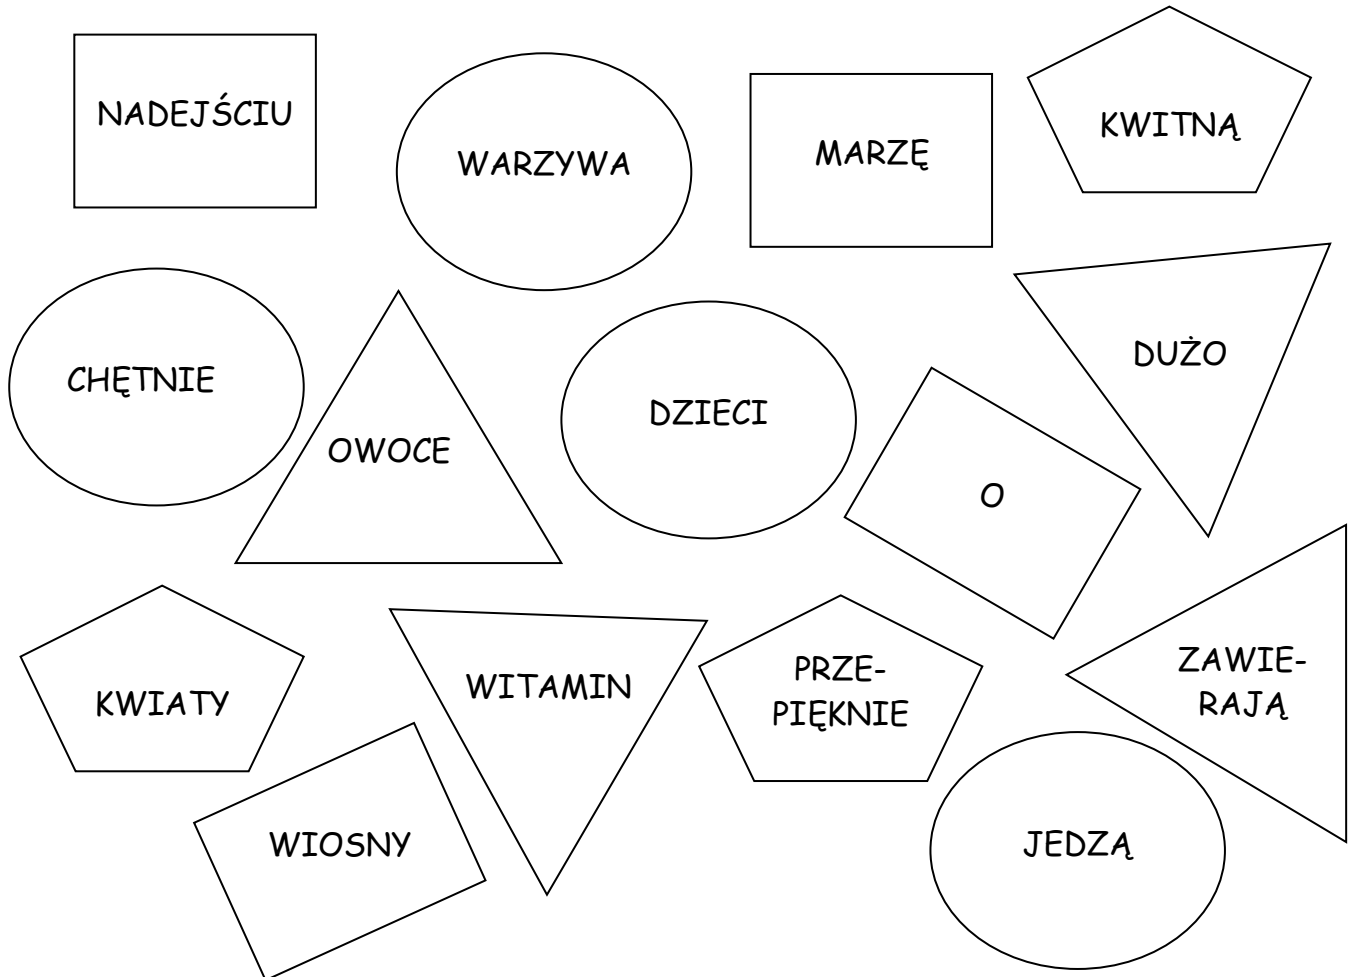 NADEJŚCIU
WARZYWA
MARZĘ
KWITNĄ
CHĘTNIE
OWOCE
DZIECI
DUŻO
O
KWIATY
WITAMIN
PRZE-
PIĘKNIE
ZAWIE-
RAJĄ
WIOSNY
JEDZĄ